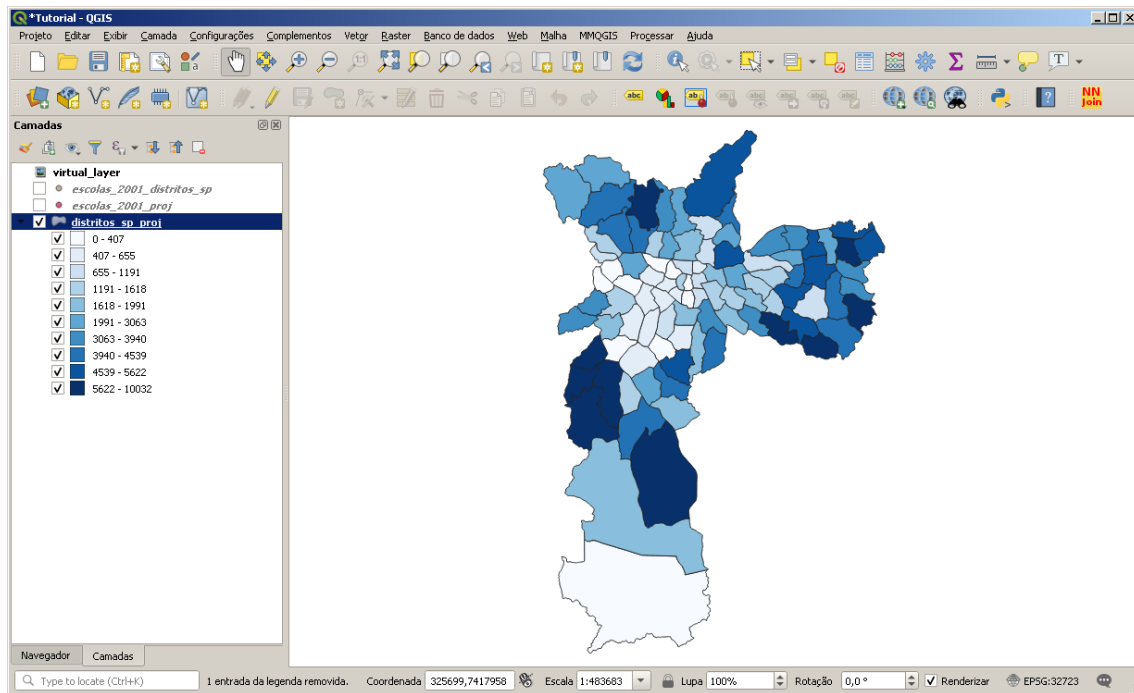 *Tutorial - QGIS
Projeto Editar Exibir Camada Configurações Complementos Vetor Raster Banco de dados Web Malha MMQGIS Processar Ajuda
abc
NN
Join
Camadas
virtual_layer
escolas_2001_distritos_sp
escolas_2001_proj
distritos_sp_proj
0 - 407
407 - 655
655 - 1191
1191 - 1618
1618 - 1991
1991 - 3063
3063 - 3940
3940 - 4539
4539 - 5622
5622 - 10032
Navegador Camadas
Type to locate (Ctrl+K) 1 entrada da legenda removida. Coordenada 325699,7417958 Escala 1:483683 Lupa 100% Rotação 0,0 ° Renderizar EPSG:32723